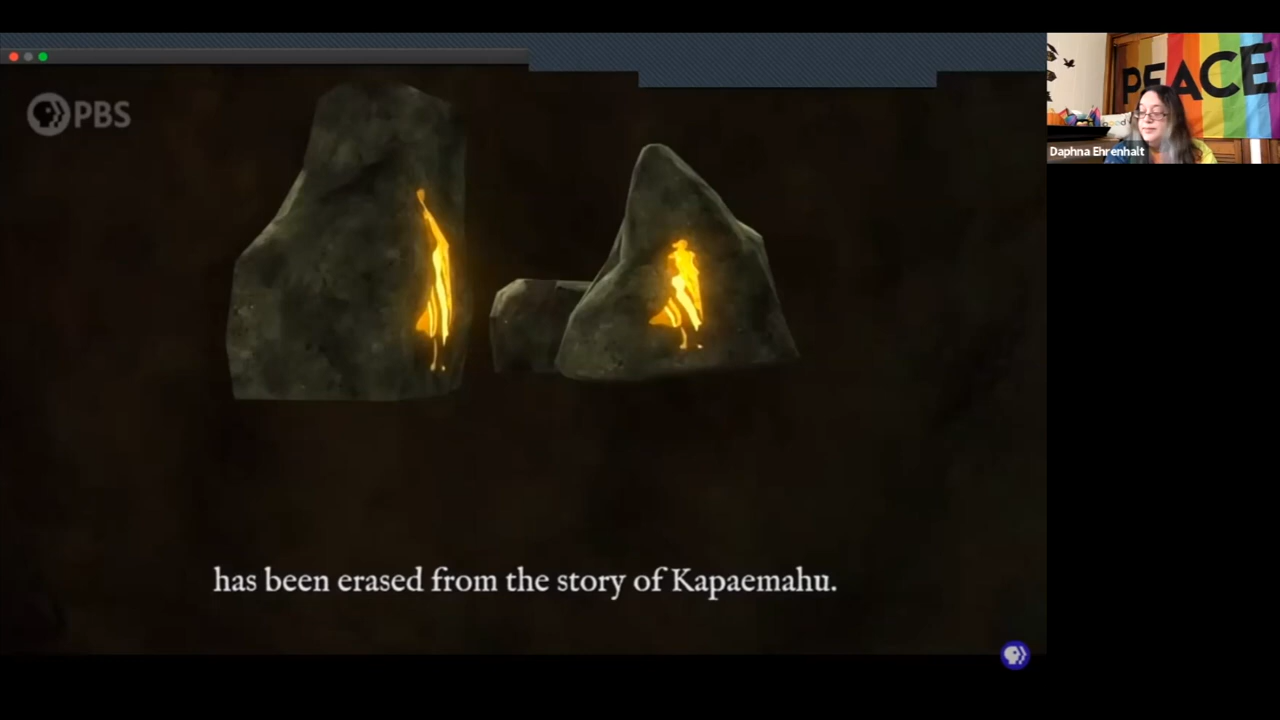 PBS
PEACE
Daphna Ehrenhalt
has been erased from the story of Kapaemahu.